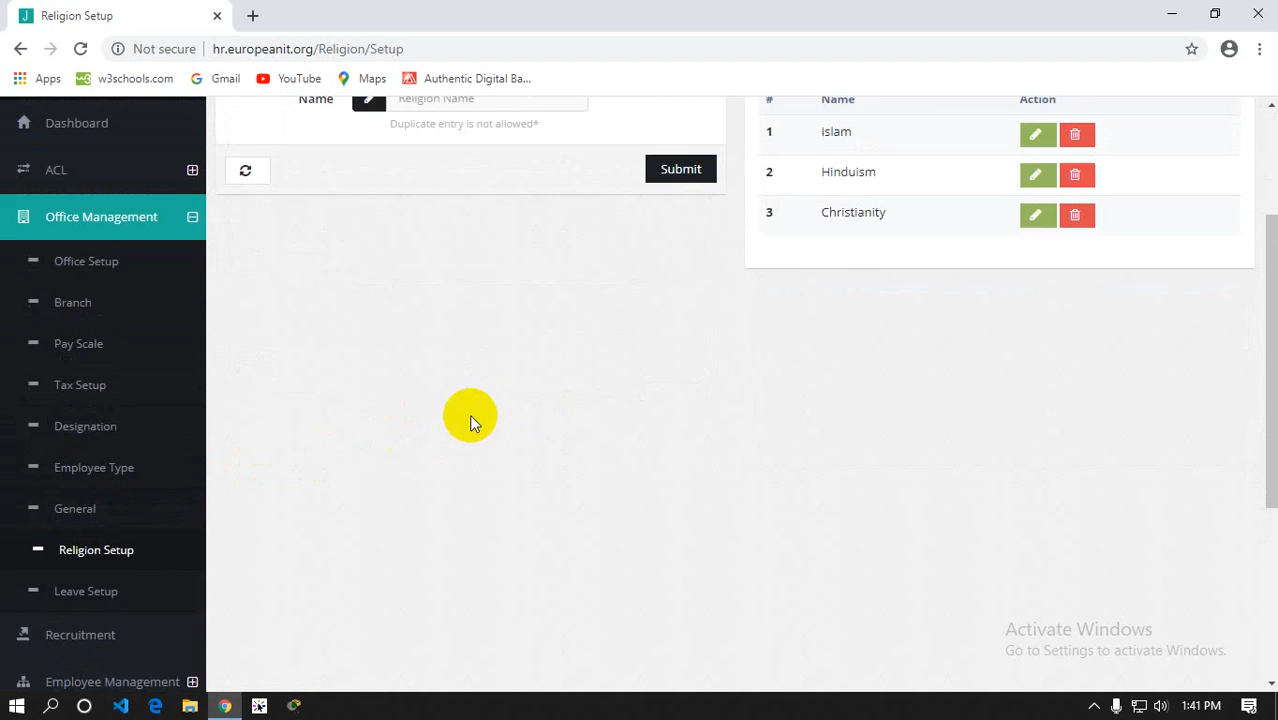 Religion Setup
Not secure
hr.europeanit.org/Religion/Setup
Apps
w3schools.com
Gmail
YouTube
Maps
Authentic Digital Ba...
Dashboard
ACL
Office Management
Office Setup
Branch
Pay Scale
Tax Setup
Designation
Employee Type
General
Religion Setup
Leave Setup
Recruitment
Employee Management
Name
Religion Name
Duplicate entry is not allowed*
Submit
# Name Action
1 islam
2 Hinduism
3 Christianity
Activate Windows
Go to Settings to activate Windows.
1:41 PM